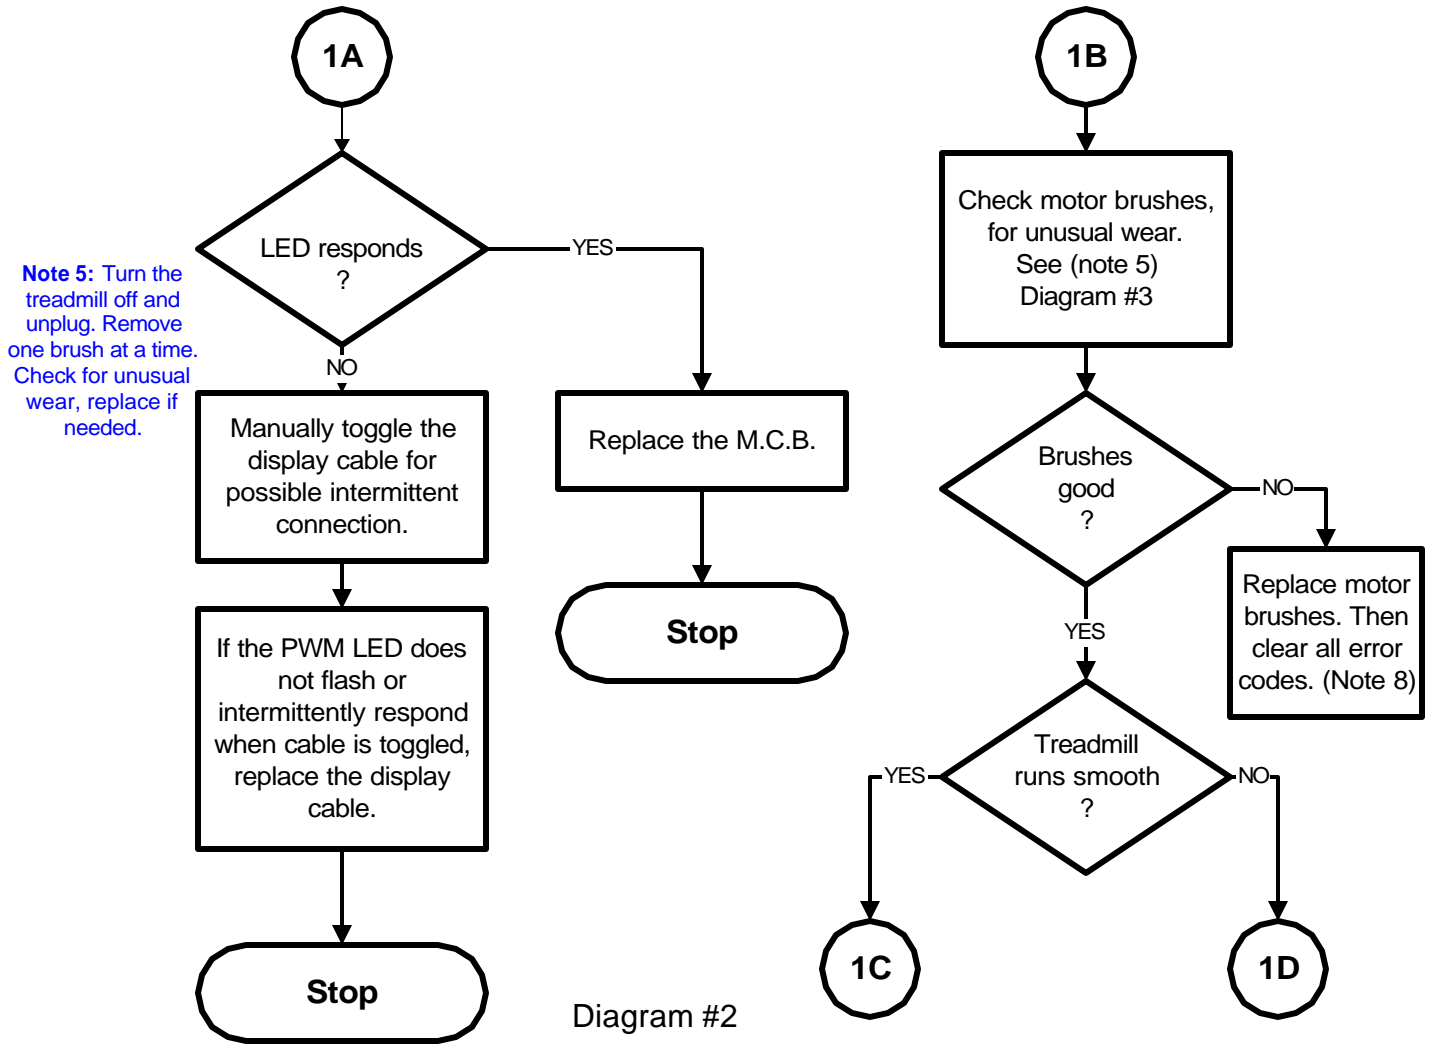 1A
LED responds
?
YES
NO
Note 5: Turn the
treadmill off and
unplug. Remove
one brush at a time.
Check for unusual
wear, replace if
needed.
Manually toggle the
display cable for
possible intermittent
connection.
If the PWM LED does
not flash or
intermittently respond
when cable is toggled,
replace the display
cable.
Stop
Replace the M.C.B.
Stop
1B
Check motor brushes,
for unusual wear.
See (note 5)
Diagram #3
Brushes
good
?
NO
Replace motor
brushes. Then
clear all error
codes. (Note 8)
YES
Treadmill
runs smooth
?
YES
NO
1C
1D
Diagram #2